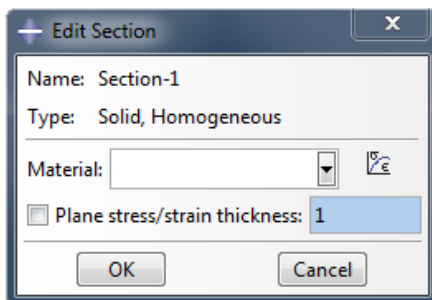 Edit Section
x
Name: Section-1
Type: Solid, Homogeneous
Material:
σ
ε
Plane stress/strain thickness: 1
OK Cancel